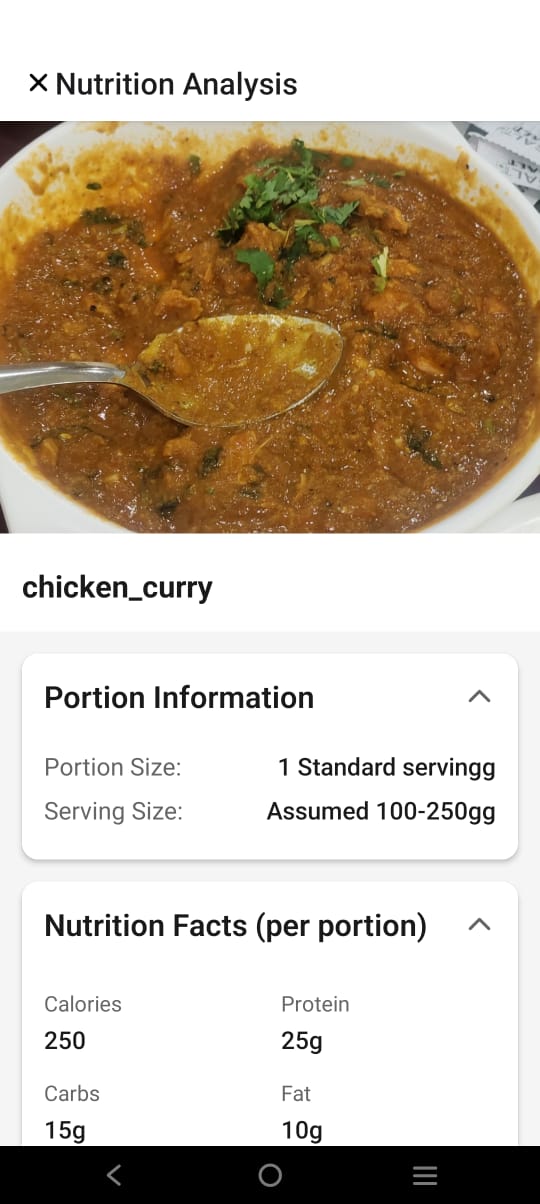 Nutrition Analysis
chicken_curry
Portion Information
Portion Size: 1 Standard servingg
Serving Size: Assumed 100-250gg
Nutrition Facts (per portion)
Calories Protein
250 25g
Carbs Fat
15g 10g